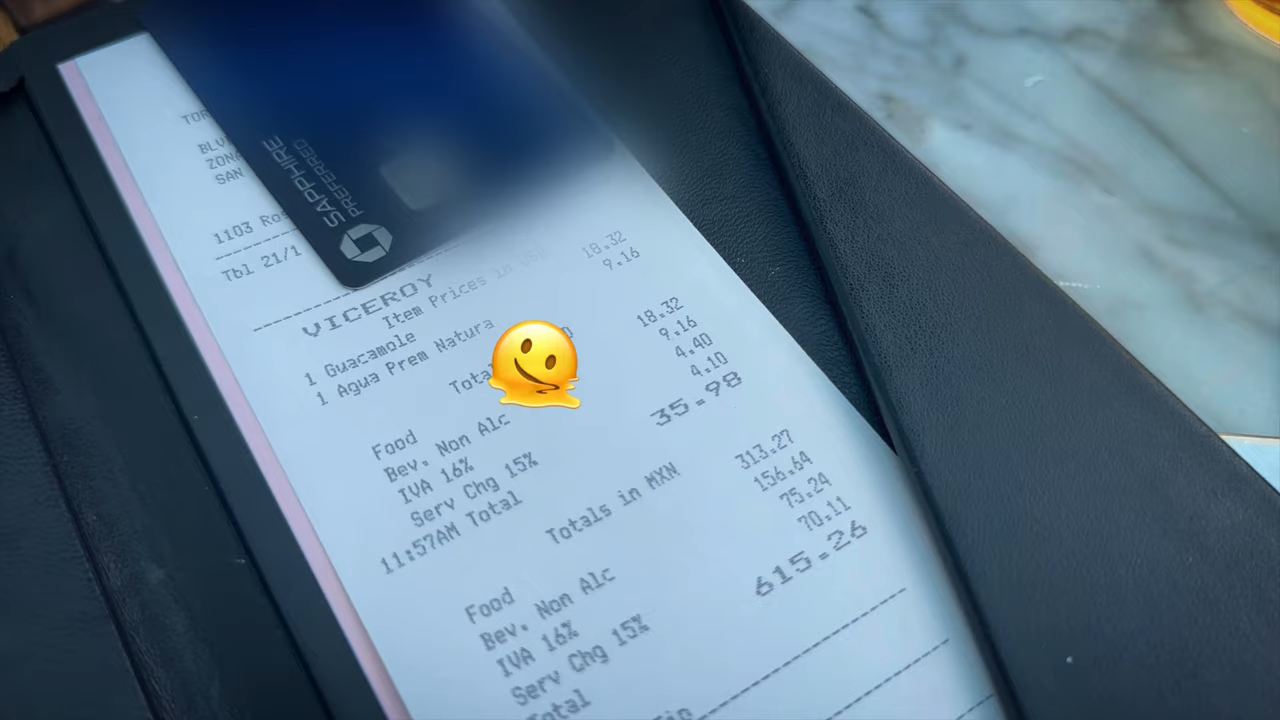 SAPPHIRE
PREFERRED
1103
Tbl 21/1
VICEROY
Item Prices in
1 Guacamole 18.32
1 Agua Prem Natura 9.16
Food 18.32
Bev. Non Alc 9.16
IVA 16% 4.40
Serv Chg 15% 4.10
11:57AM Total 35.98
Totals in MXN
Food 313.27
Bev. Non Alc 156.64
IVA 16% 75.24
Serv Chg 15% 70.11
Total 615.26